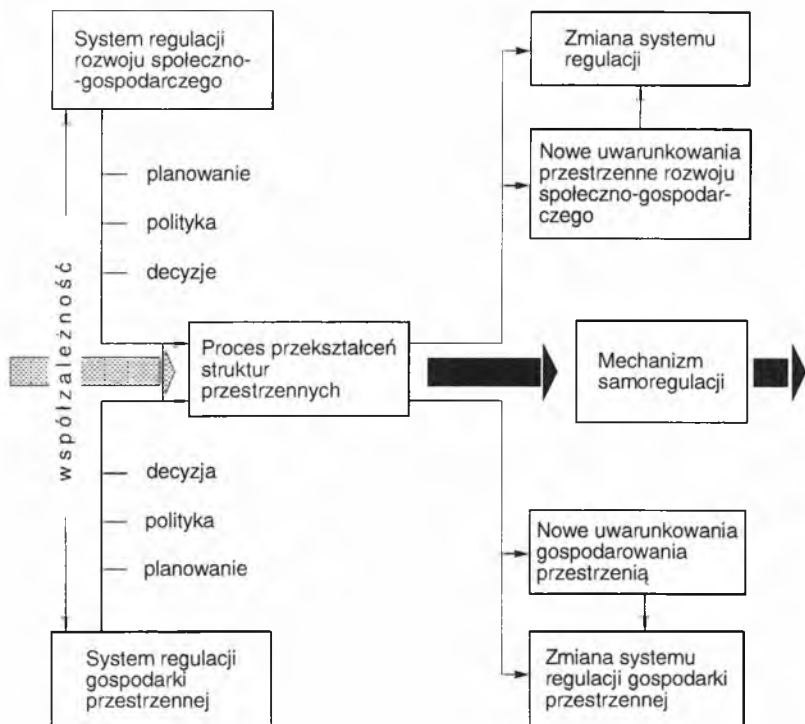 System regulacji
rozwoju społeczno-
-gospodarczego
planowanie
polityka
decyzje
współzależność
decyzja
polityka
planowanie
System regulacji
gospodarki
przestrzennej
Proces przekształceń
struktur
przestrzennych
Zmiana systemu
regulacji
Nowe uwarunkowania
przestrzenne rozwoju
społeczno-gospodar-
czego
Mechanizm
samoregulacji
Nowe uwarunkowania
gospodarowania
przestrzenią
Zmiana systemu
regulacji gospodarki
przestrzennej